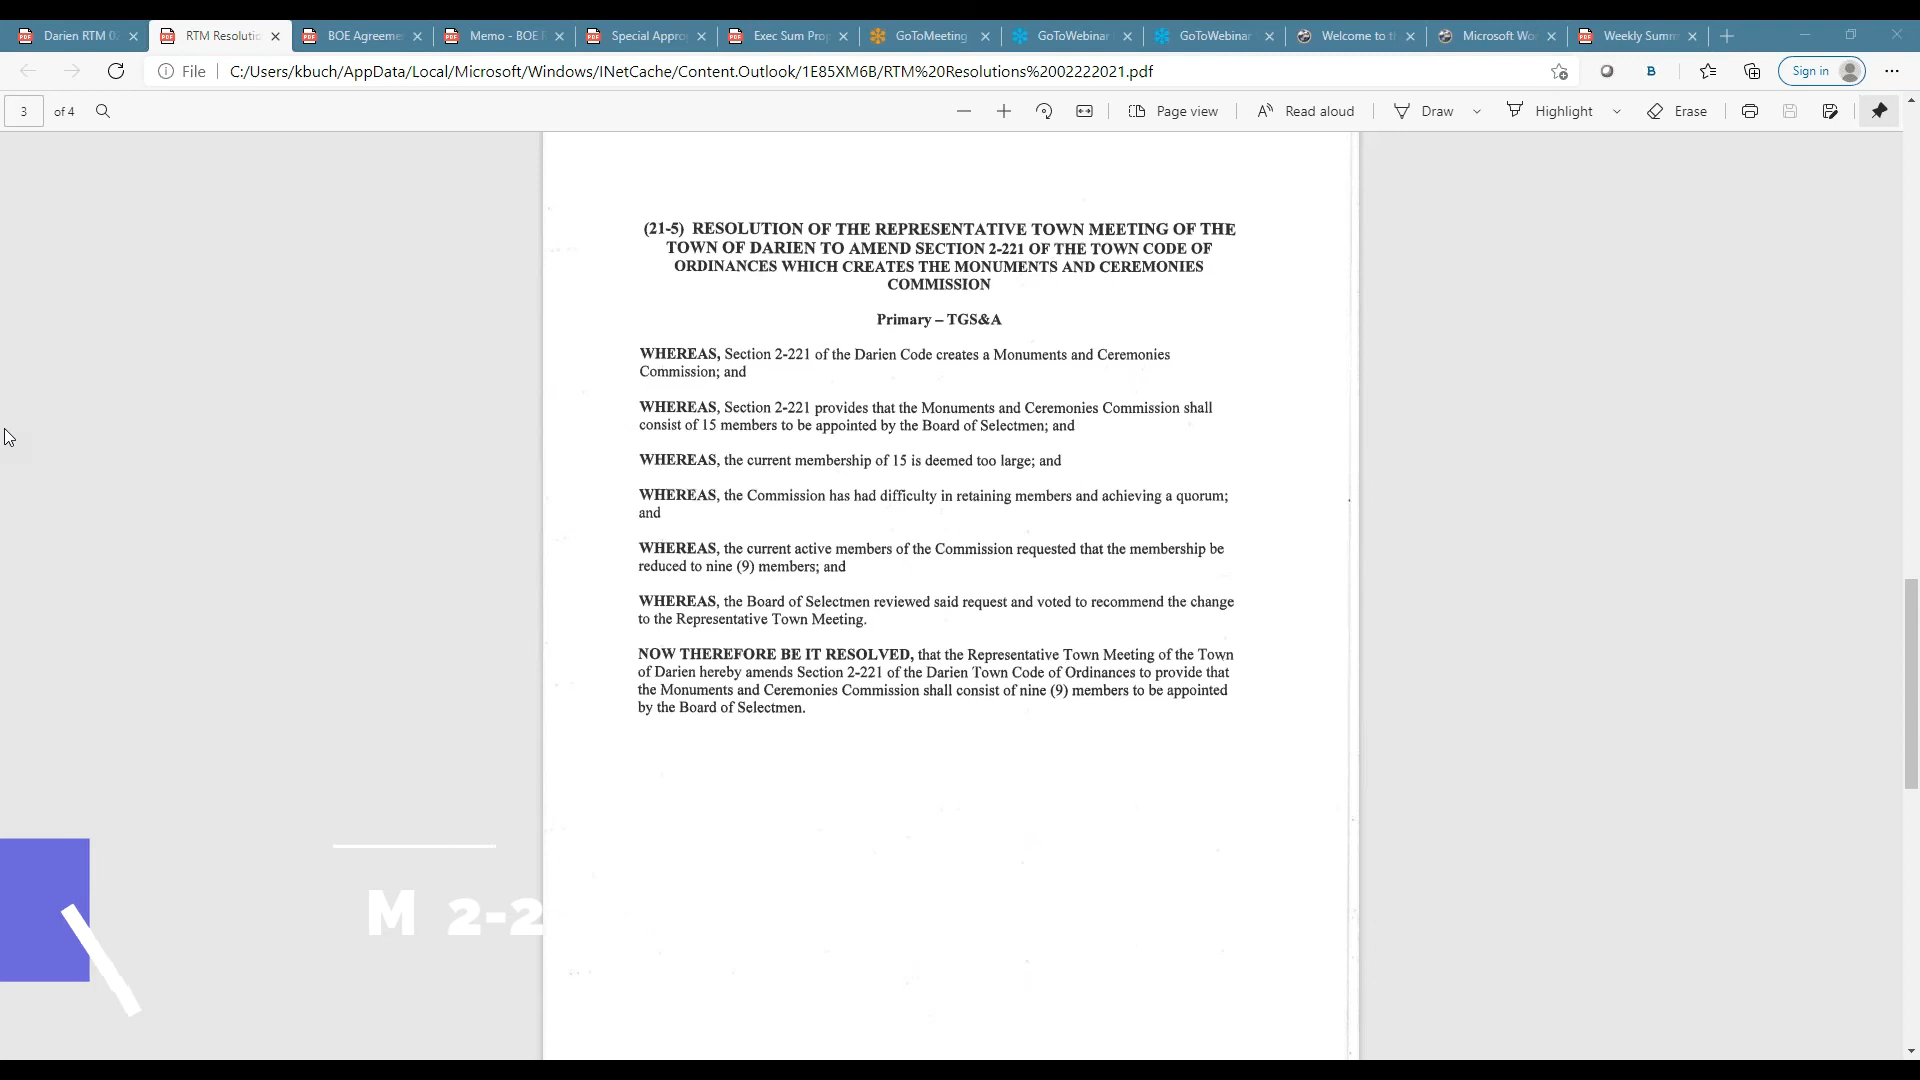 Darien RTM 02
RTM Resolutio
BOE Agreeme
Memo - BOE F
Special Appro
Exec Sum Pro
GoToMeeting
GoToWebinar
GoToWebinar
Welcome to th
Microsoft Wo
Weekly Summ
File
C:/Users/kbuch/AppData/Local/Microsoft/Windows/INetCache/Content.Outlook/1E85XM6B/RTM%20Resolutions%2002222021.pdf
B
Sign in
3 of 4
Page view
Read aloud
Draw
Highlight
Erase
(21-5) RESOLUTION OF THE REPRESENTATIVE TOWN MEETING OF THE
TOWN OF DARIEN TO AMEND SECTION 2-221 OF THE TOWN CODE OF
ORDINANCES WHICH CREATES THE MONUMENTS AND CEREMONIES
COMMISSION
Primary – TGS&A
WHEREAS, Section 2-221 of the Darien Code creates a Monuments and Ceremonies
Commission; and
WHEREAS, Section 2-221 provides that the Monuments and Ceremonies Commission shall
consist of 15 members to be appointed by the Board of Selectmen; and
WHEREAS, the current membership of 15 is deemed too large; and
WHEREAS, the Commission has had difficulty in retaining members and achieving a quorum;
and
WHEREAS, the current active members of the Commission requested that the membership be
reduced to nine (9) members; and
WHEREAS, the Board of Selectmen reviewed said request and voted to recommend the change
to the Representative Town Meeting.
NOW THEREFORE BE IT RESOLVED, that the Representative Town Meeting of the Town
of Darien hereby amends Section 2-221 of the Darien Town Code of Ordinances to provide that
the Monuments and Ceremonies Commission shall consist of nine (9) members to be appointed
by the Board of Selectmen.
M 2-2